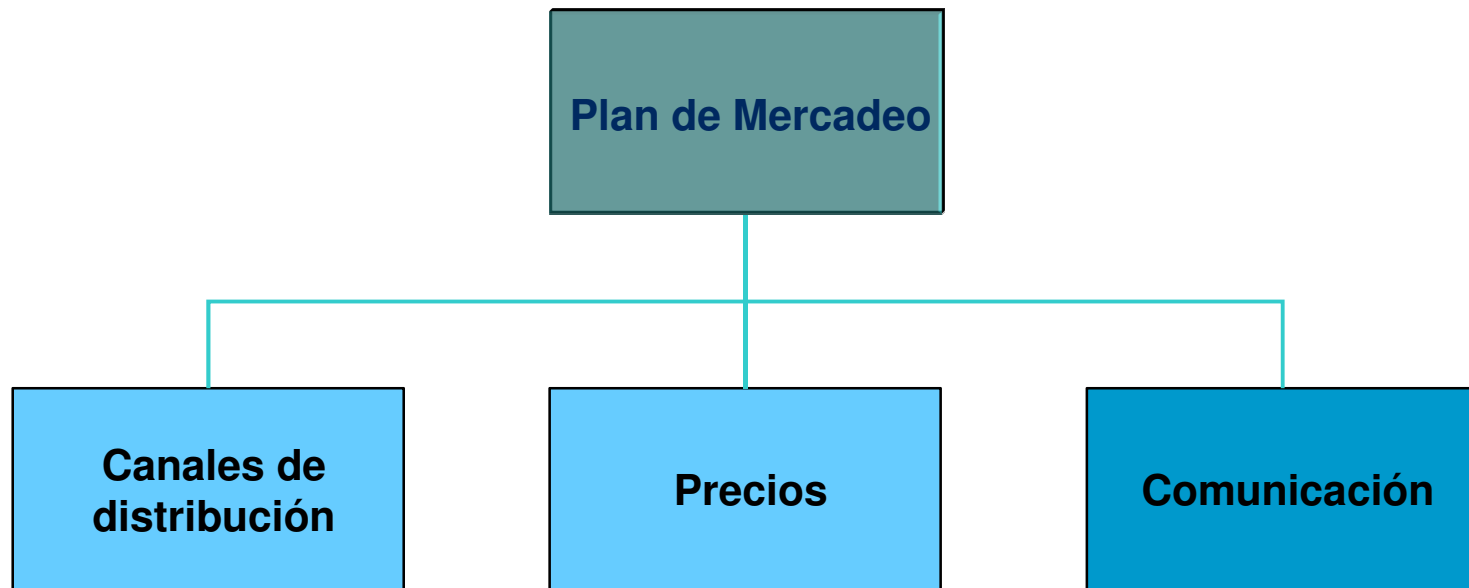 Plan de Mercadeo
Canales de
distribución
Precios
Comunicación